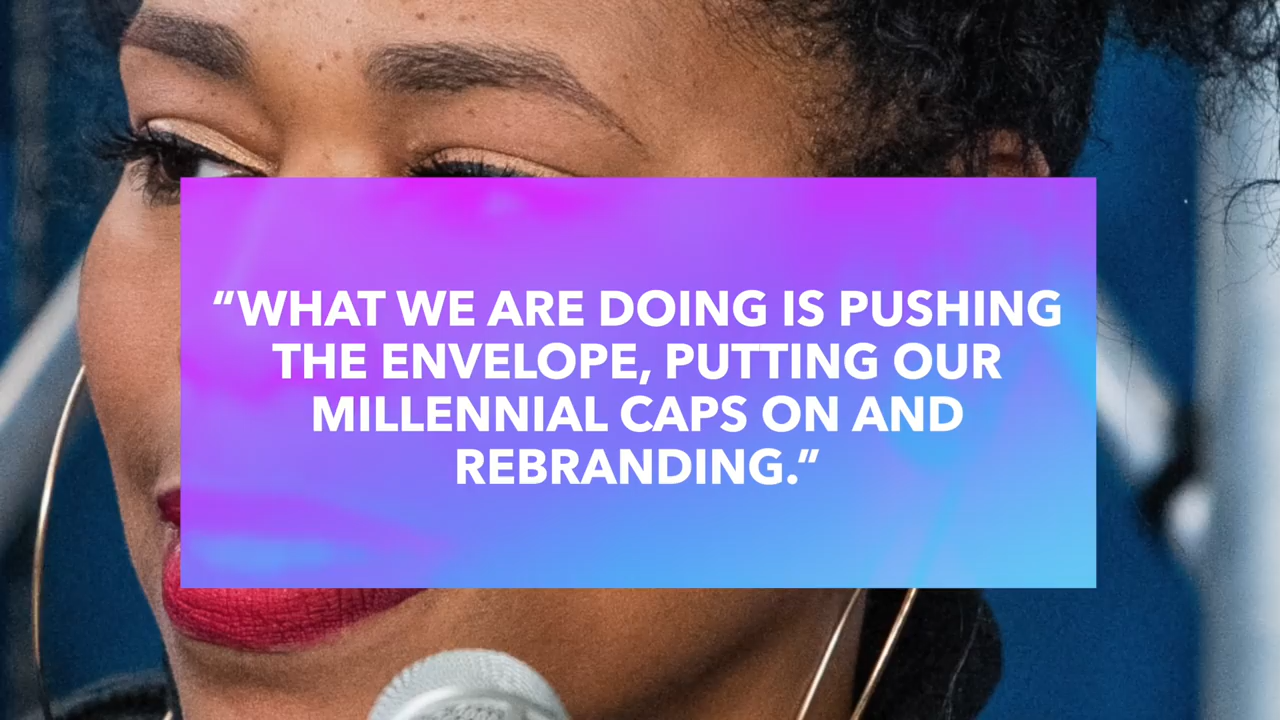 “WHAT WE ARE DOING IS PUSHING
THE ENVELOPE, PUTTING OUR
MILLENNIAL CAPS ON AND
REBRANDING.”